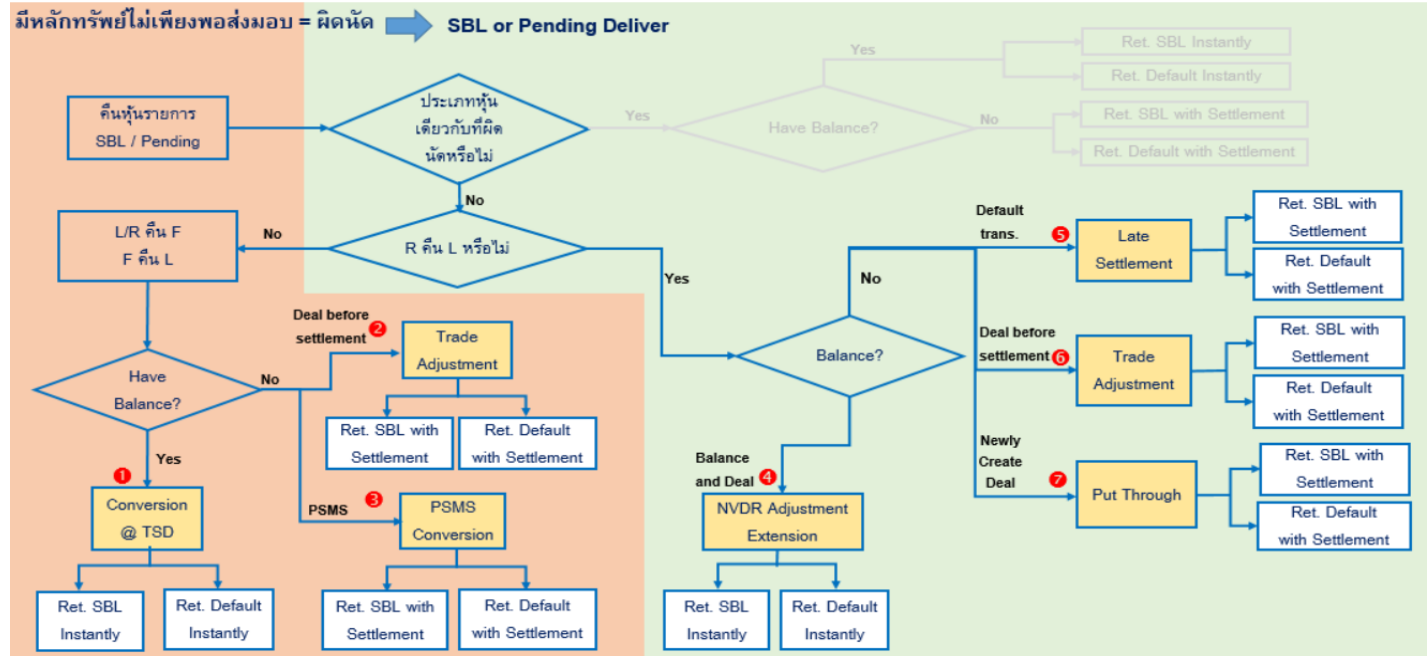 มีหลักทรัพย์ไม่เพียงพอส่งมอบ = ผิดนัด
SBL or Pending Deliver
คืนหุ้นรายการ
SBL / Pending
ประเภทหุ้น
เดียวกับที่ผิด
นัดหรือไม่
Yes
Have Balance?
Yes
Ret. SBL Instantly
Ret. Default Instantly
No
Ret. SBL with Settlement
Ret. Default with Settlement
No
L/R คืน F
F คืน L
No
R คืน L หรือไม่
Yes
Have
Balance?
No
Deal before
settlement
2
Trade
Adjustment
Ret. SBL with
Settlement
Ret. Default
with Settlement
Yes
1
Conversion
@ TSD
Ret. SBL
Instantly
Ret. Default
Instantly
PSMS
3
PSMS
Conversion
Ret. SBL with
Settlement
Ret. Default
with Settlement
Balance?
No
Balance
and Deal
4
NVDR Adjustment
Extension
Ret. SBL
Instantly
Ret. Default
Instantly
Default
trans.
5
Late
Settlement
Ret. SBL with
Settlement
Ret. Default
with Settlement
Deal before
settlement
6
Trade
Adjustment
Ret. SBL with
Settlement
Ret. Default
with Settlement
Newly
Create
Deal
7
Put Through
Ret. SBL with
Settlement
Ret. Default
with Settlement